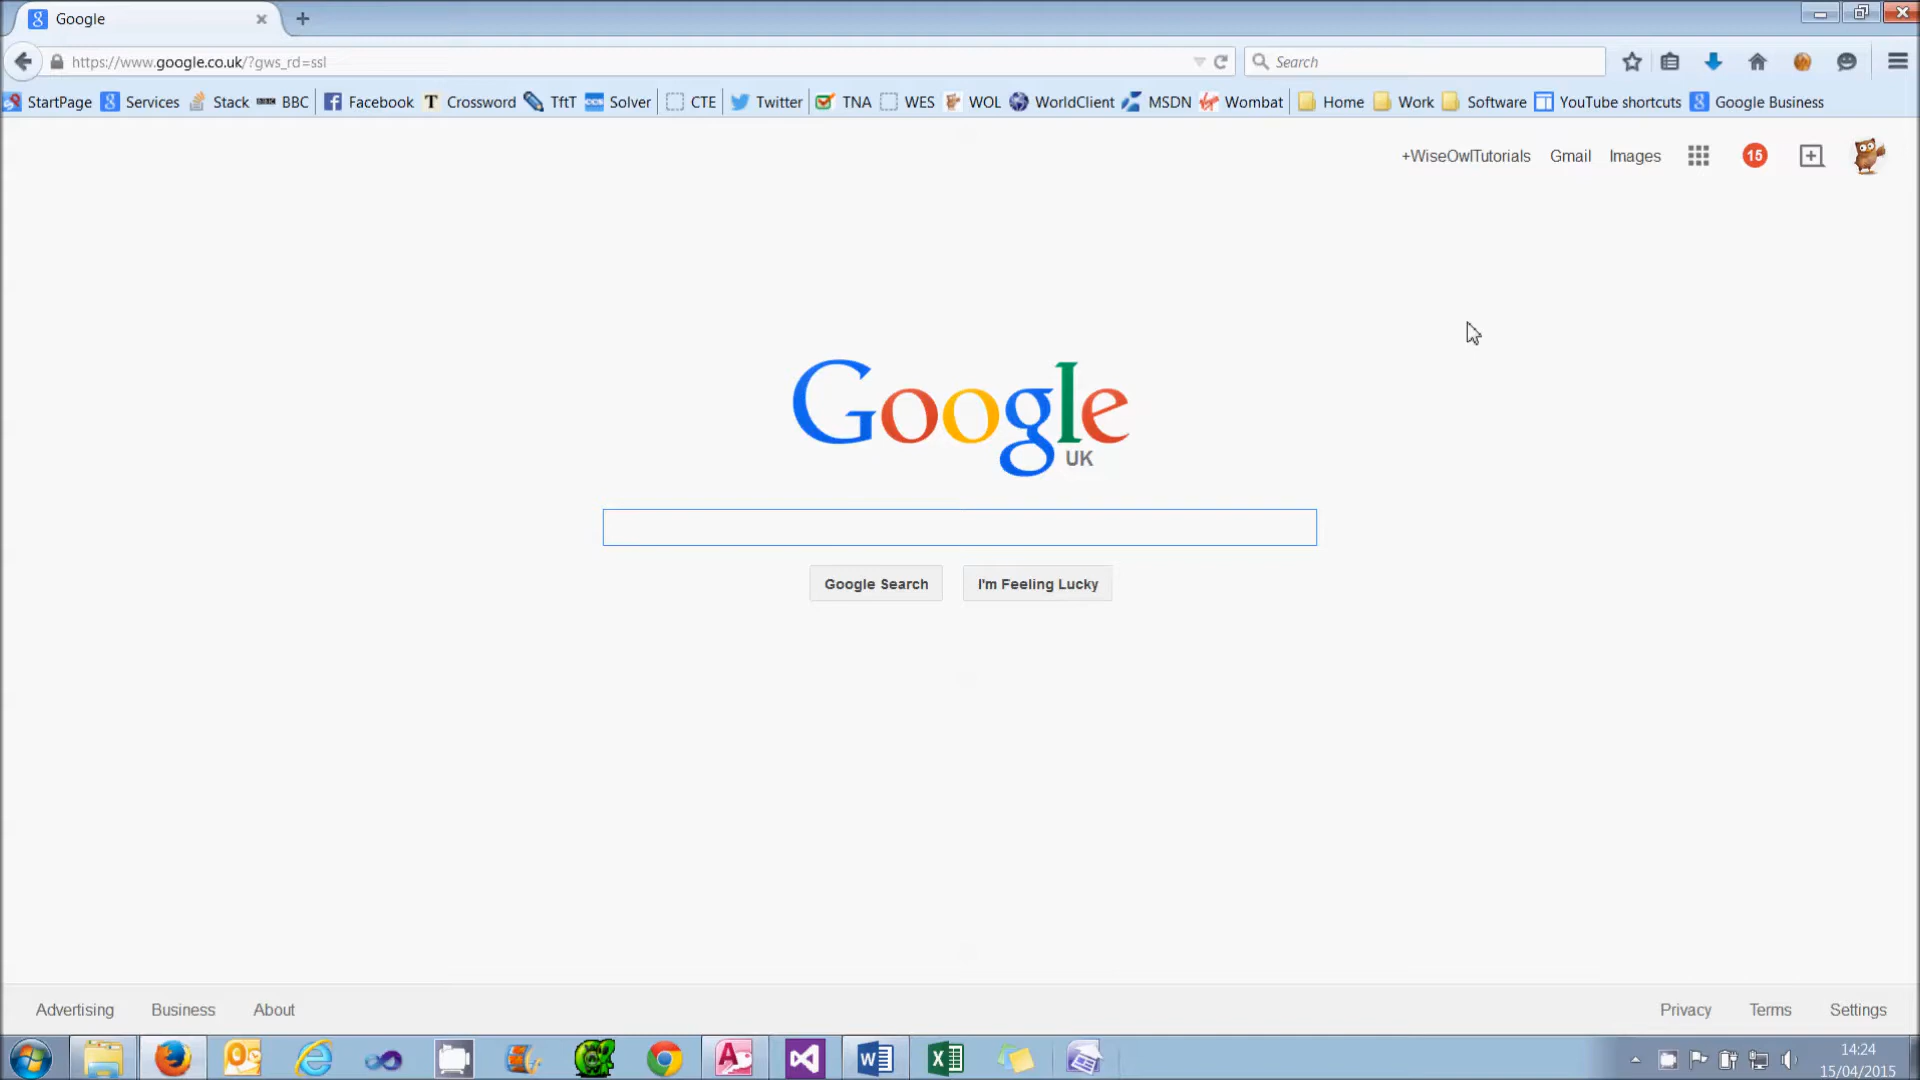 Google
https://www.google.co.uk/?gws_rd=ssl
Search
StartPage Services Stack BBC Facebook Crossword TftT Solver CTE Twitter TNA WES WOL WorldClient MSDN Wombat Home Work Software YouTube shortcuts Google Business
+WiseOwlTutorials Gmail Images 15
Google
UK
Google Search I'm Feeling Lucky
Advertising Business About Privacy Terms Settings
14:24
15/04/2015